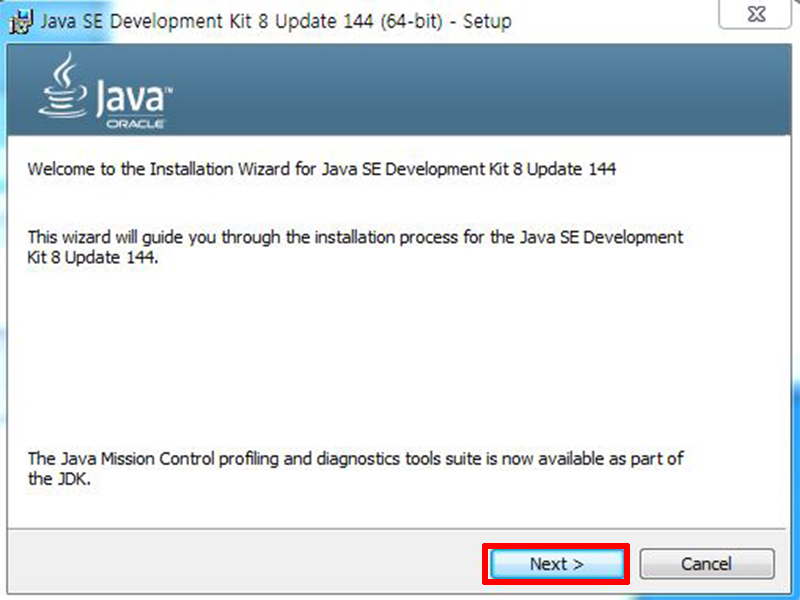 Java SE Development Kit 8 Update 144 (64-bit) - Setup
Java™
ORACLE
Welcome to the Installation Wizard for Java SE Development Kit 8 Update 144
This wizard will guide you through the installation process for the Java SE Development
Kit 8 Update 144.
The Java Mission Control profiling and diagnostics tools suite is now available as part of
the JDK.
Next >
Cancel